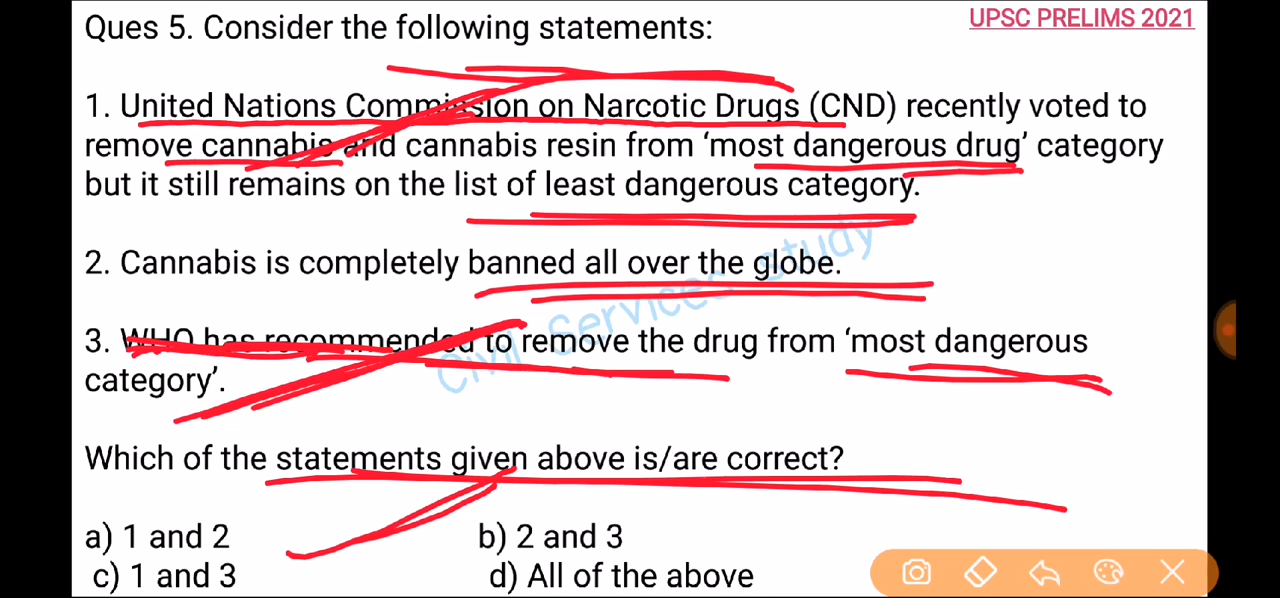 Ques 5. Consider the following statements:
UPSC PRELIMS 2021
1. United Nations Commission on Narcotic Drugs (CND) recently voted to
remove cannabis and cannabis resin from ‘most dangerous drug’ category
but it still remains on the list of least dangerous category.
2. Cannabis is completely banned all over the globe.
Civil Services study
3. WHO has recommended to remove the drug from ‘most dangerous
category’.
Which of the statements given above is/are correct?
a) 1 and 2 b) 2 and 3
c) 1 and 3 d) All of the above